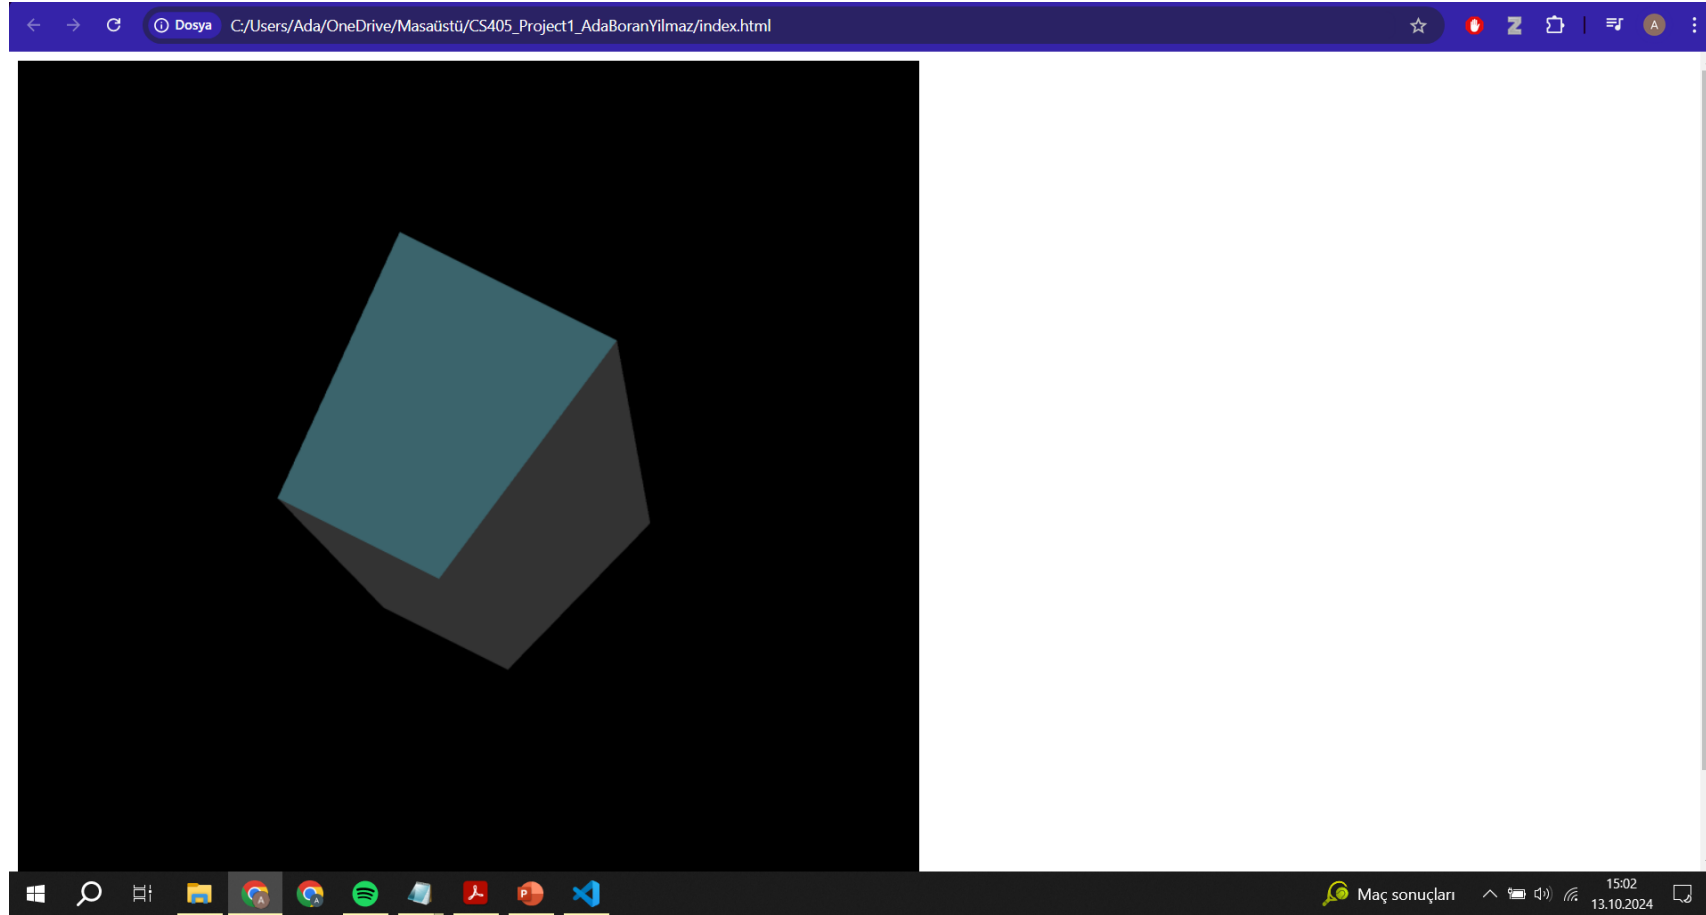 Dosya
C:/Users/Ada/OneDrive/Masaüstü/CS405_Project1_AdaBoranYilmaz/index.html
A
Maç sonuçları
15:02
13.10.2024